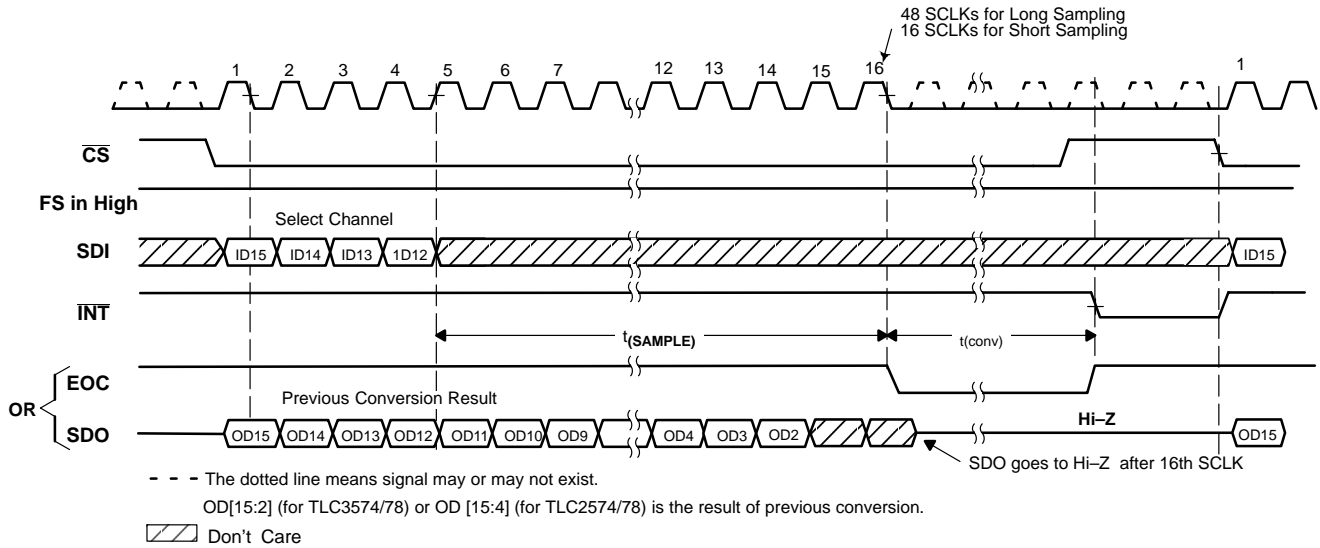 48 SCLKs for Long Sampling
16 SCLKs for Short Sampling
1 2 3 4 5 6 7 12 13 14 15 16 1
CS
FS in High
Select Channel
SDI ID15 ID14 ID13 1D12 ID15
INT
t(SAMPLE) t(conv)
EOC
OR
Previous Conversion Result
SDO OD15 OD14 OD13 OD12 OD11 OD10 OD9 OD4 OD3 OD2 Hi–Z OD15
SDO goes to Hi–Z after 16th SCLK
- - - - The dotted line means signal may or may not exist.
OD[15:2] (for TLC3574/78) or OD [15:4] (for TLC2574/78) is the result of previous conversion.
Don't Care